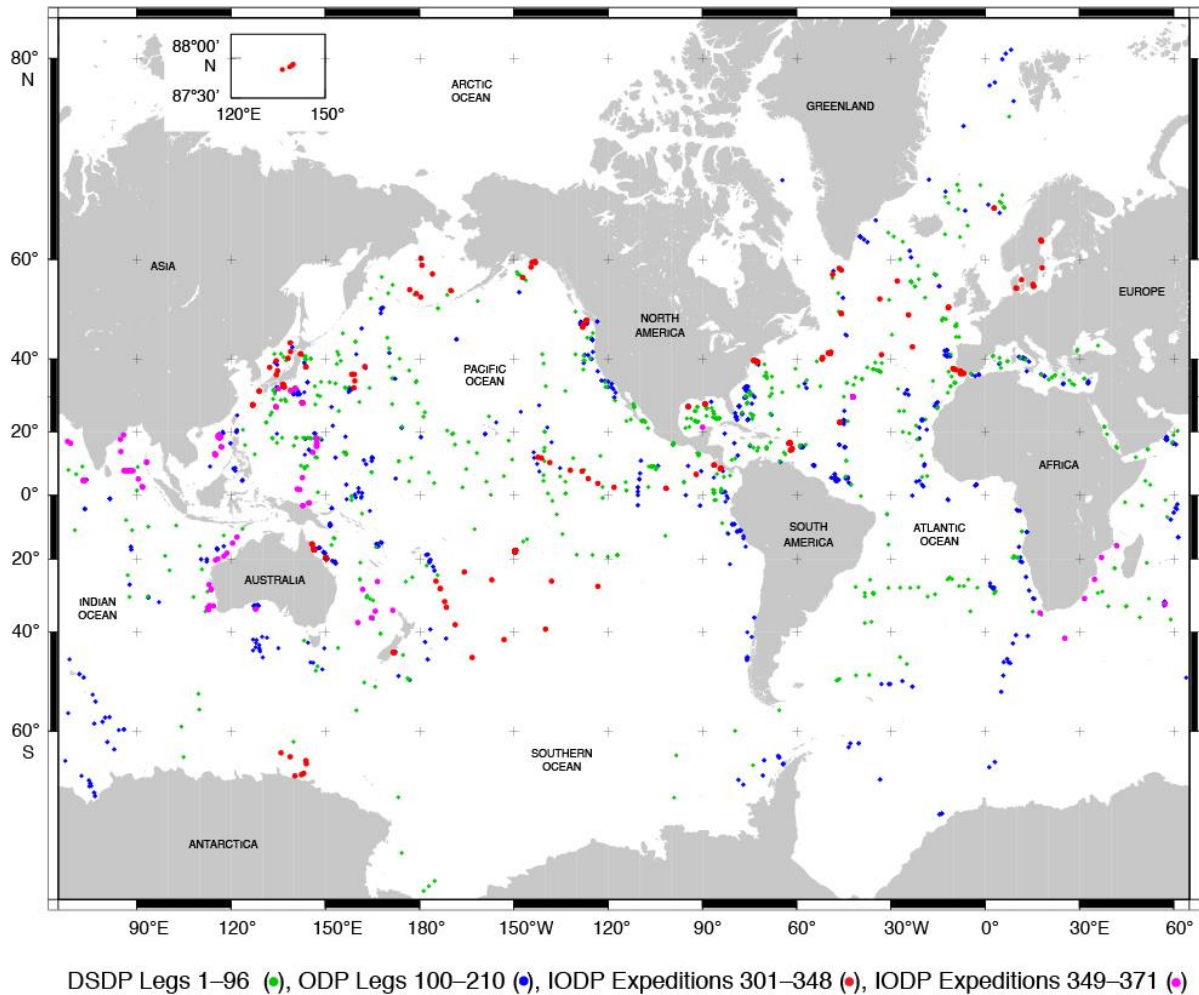 80°
N
88°00'
N
87°30'
120°E
150°
ARCTIC
OCEAN
GREENLAND
60°
ASIA
EUROPE
NORTH
AMERICA
40°
PACIFIC
OCEAN
20°
AFRICA
0°
SOUTH
AMERICA
ATLANTIC
OCEAN
20°
AUSTRALIA
INDIAN
OCEAN
40°
60°
S
SOUTHERN
OCEAN
ANTARCTICA
90°E 120° 150°E 180° 150°W 120° 90° 60° 30°W 0° 30°E 60°
DSDP Legs 1–96 (●), ODP Legs 100–210 (●), IODP Expeditions 301–348 (●), IODP Expeditions 349–371 (●)